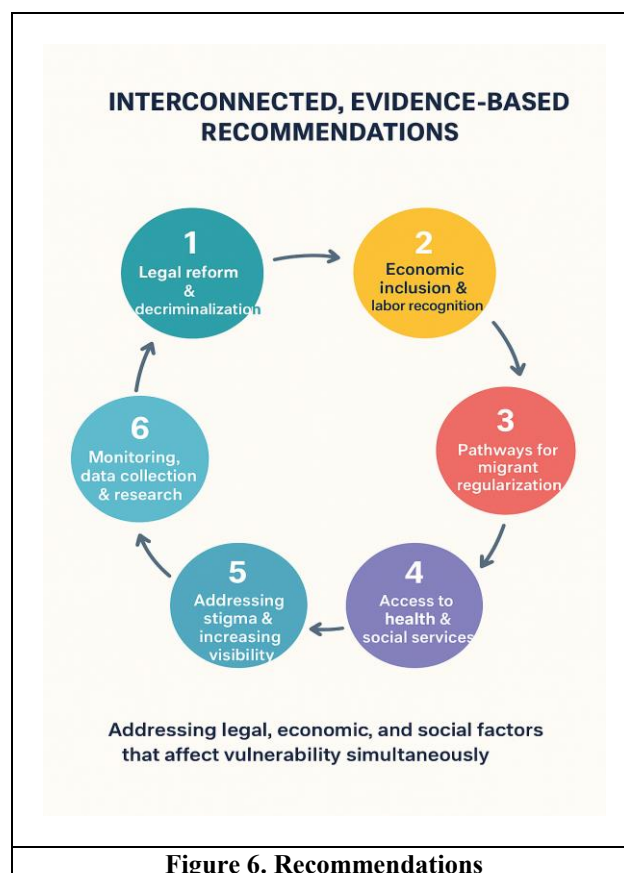 INTERCONNECTED, EVIDENCE-BASED
RECOMMENDATIONS
1
Legal reform
&
decriminalization
2
Economic
inclusion &
labor recognition
3
Pathways for
migrant
regularization
4
Access to
health &
social services
5
Addressing
stigma &
increasing
visibility
6
Monitoring,
data collection
& research
Addressing legal, economic, and social factors
that affect vulnerability simultaneously
Figure 6. Recommendations